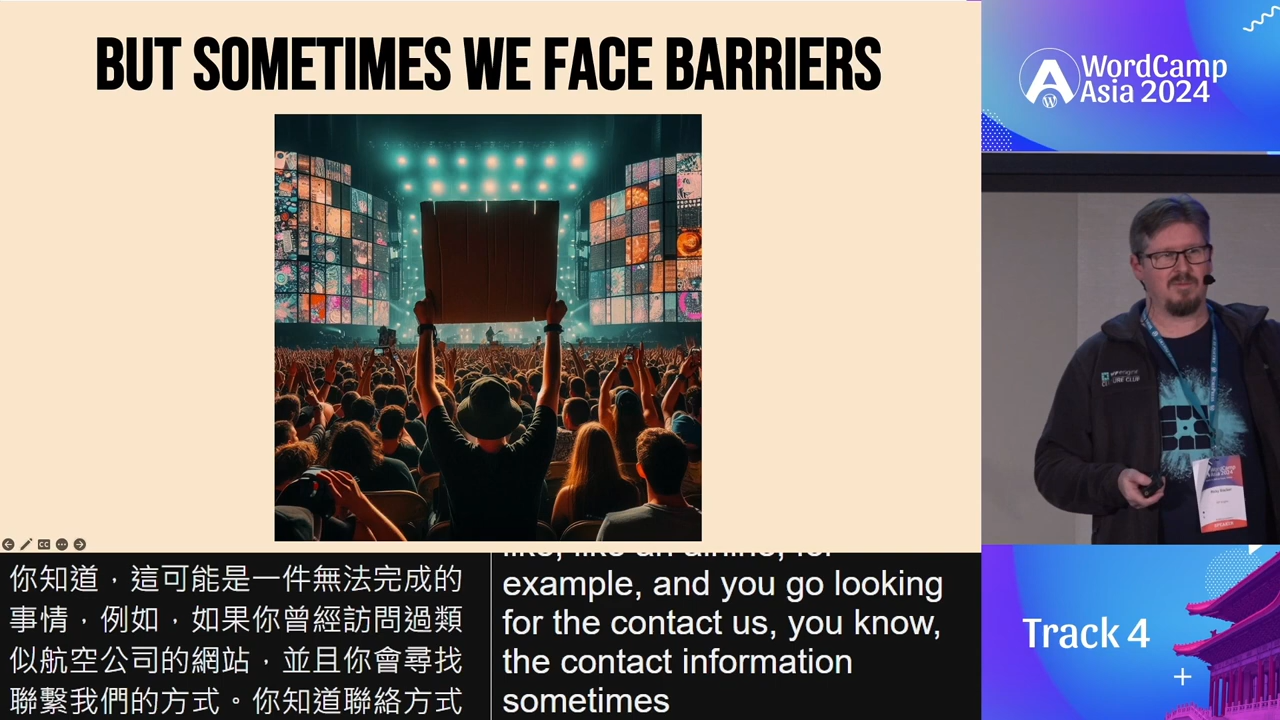 BUT SOMETIMES WE FACE BARRIERS
WordCamp
Asia 2024
你知道，這可能是一件無法完成的
事情，例如，如果你曾經訪問過類
似航空公司的網站，並且你會尋找
聯繫我們的方式。你知道聯絡方式
like, like an airline, for
example, and you go looking
for the contact us, you know,
the contact information
sometimes
Track 4
SPEAKER